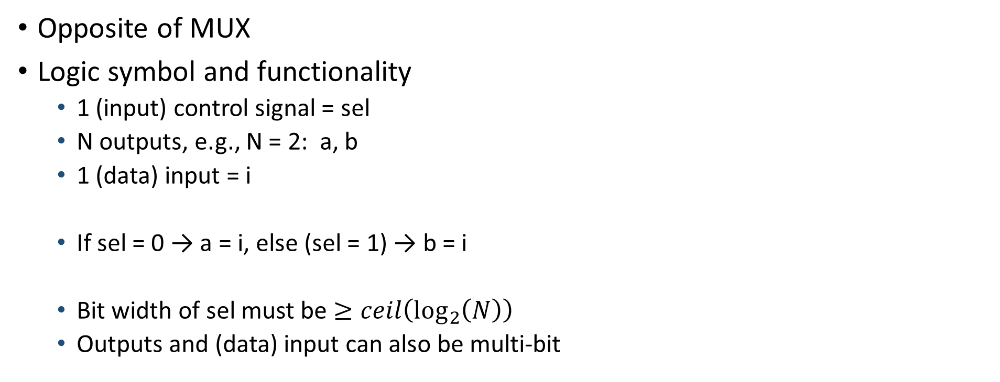 • Opposite of MUX
• Logic symbol and functionality
• 1 (input) control signal = sel
• N outputs, e.g., N = 2:  a, b
• 1 (data) input = i
• If sel = 0 → a = i, else (sel = 1) → b = i
• Bit width of sel must be ≥ ceil(log₂(N))
• Outputs and (data) input can also be multi-bit